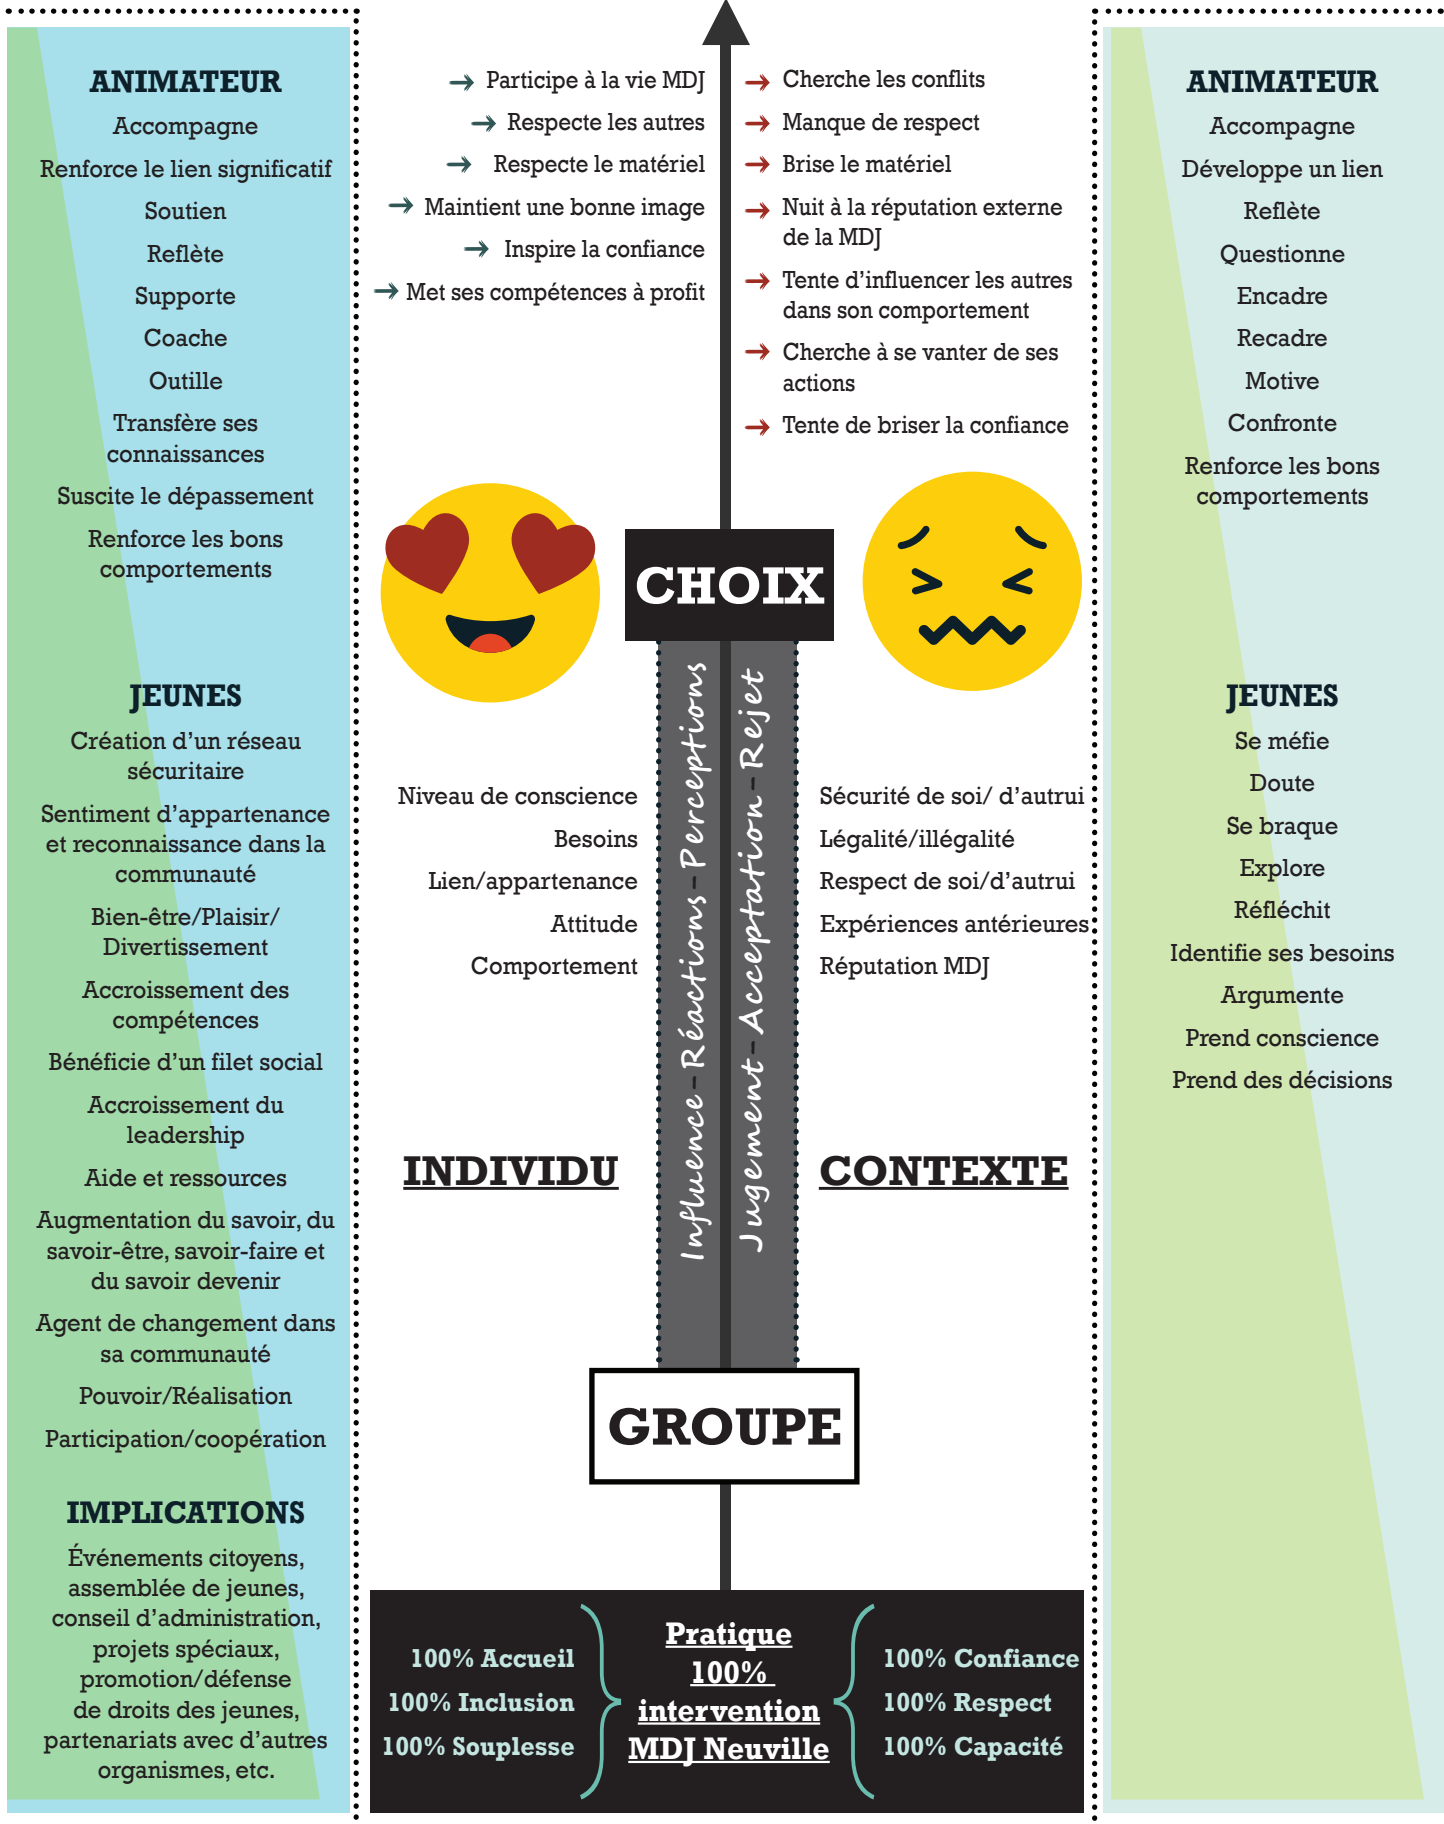 ANIMATEUR
Accompagne
Renforce le lien significatif
Soutien
Reflète
Supporte
Coache
Outille
Transfère ses
connaissances
Suscite le dépassement
Renforce les bons
comportements
JEUNES
Création d'un réseau
sécuritaire
Sentiment d'appartenance
et reconnaissance dans la
communauté
Bien-être/Plaisir/
Divertissement
Accroissement des
compétences
Bénéficie d'un filet social
Accroissement du
leadership
Aide et ressources
Augmentation du savoir, du
savoir-être, savoir-faire et
du savoir devenir
Agent de changement dans
sa communauté
Pouvoir/Réalisation
Participation/coopération
IMPLICATIONS
Événements citoyens,
assemblée de jeunes,
conseil d'administration,
projets spéciaux,
promotion/défense
de droits des jeunes,
partenariats avec d'autres
organismes, etc.
Participe à la vie MDJ
Respecte les autres
Respecte le matériel
Maintient une bonne image
Inspire la confiance
Met ses compétences à profit
Cherche les conflits
Manque de respect
Brise le matériel
Nuit à la réputation externe
de la MDJ
Tente d'influencer les autres
dans son comportement
Cherche à se vanter de ses
actions
Tente de briser la confiance
CHOIX
Influence - Réactions - Perceptions
Jugement - Acceptation - Rejet
Niveau de conscience
Besoins
Lien/appartenance
Attitude
Comportement
INDIVIDU
Sécurité de soi/ d'autrui
Légalité/illégalité
Respect de soi/d'autrui
Expériences antérieures
Réputation MDJ
CONTEXTE
GROUPE
100% Accueil
100% Inclusion
100% Souplesse
Pratique
100%
intervention
MDJ Neuville
100% Confiance
100% Respect
100% Capacité
ANIMATEUR
Accompagne
Développe un lien
Reflète
Questionne
Encadre
Recadre
Motive
Confronte
Renforce les bons
comportements
JEUNES
Se méfie
Doute
Se braque
Explore
Réfléchit
Identifie ses besoins
Argumente
Prend conscience
Prend des décisions